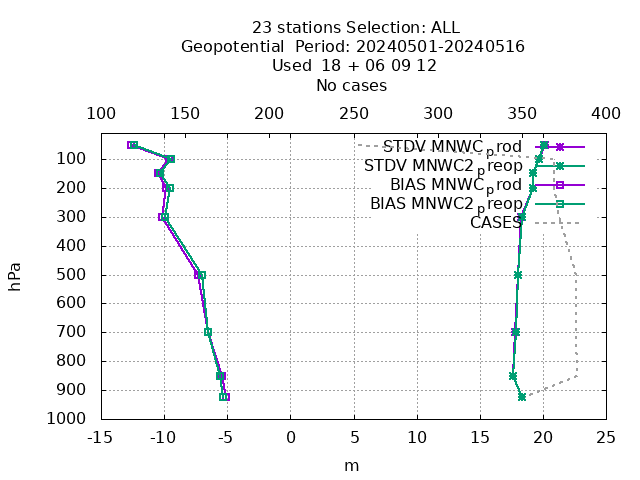 23 stations Selection: ALL
Geopotential  Period: 20240501-20240516
Used  18 + 06 09 12
No cases
100 150 200 250 300 350 400
STDV MNWC_prod
STDV MNWC2_preop
BIAS MNWC_prod
BIAS MNWC2_preop
CASES
100
200
300
400
500
600
700
800
900
1000
hPa
-15 -10 -5 0 5 10 15 20 25
m